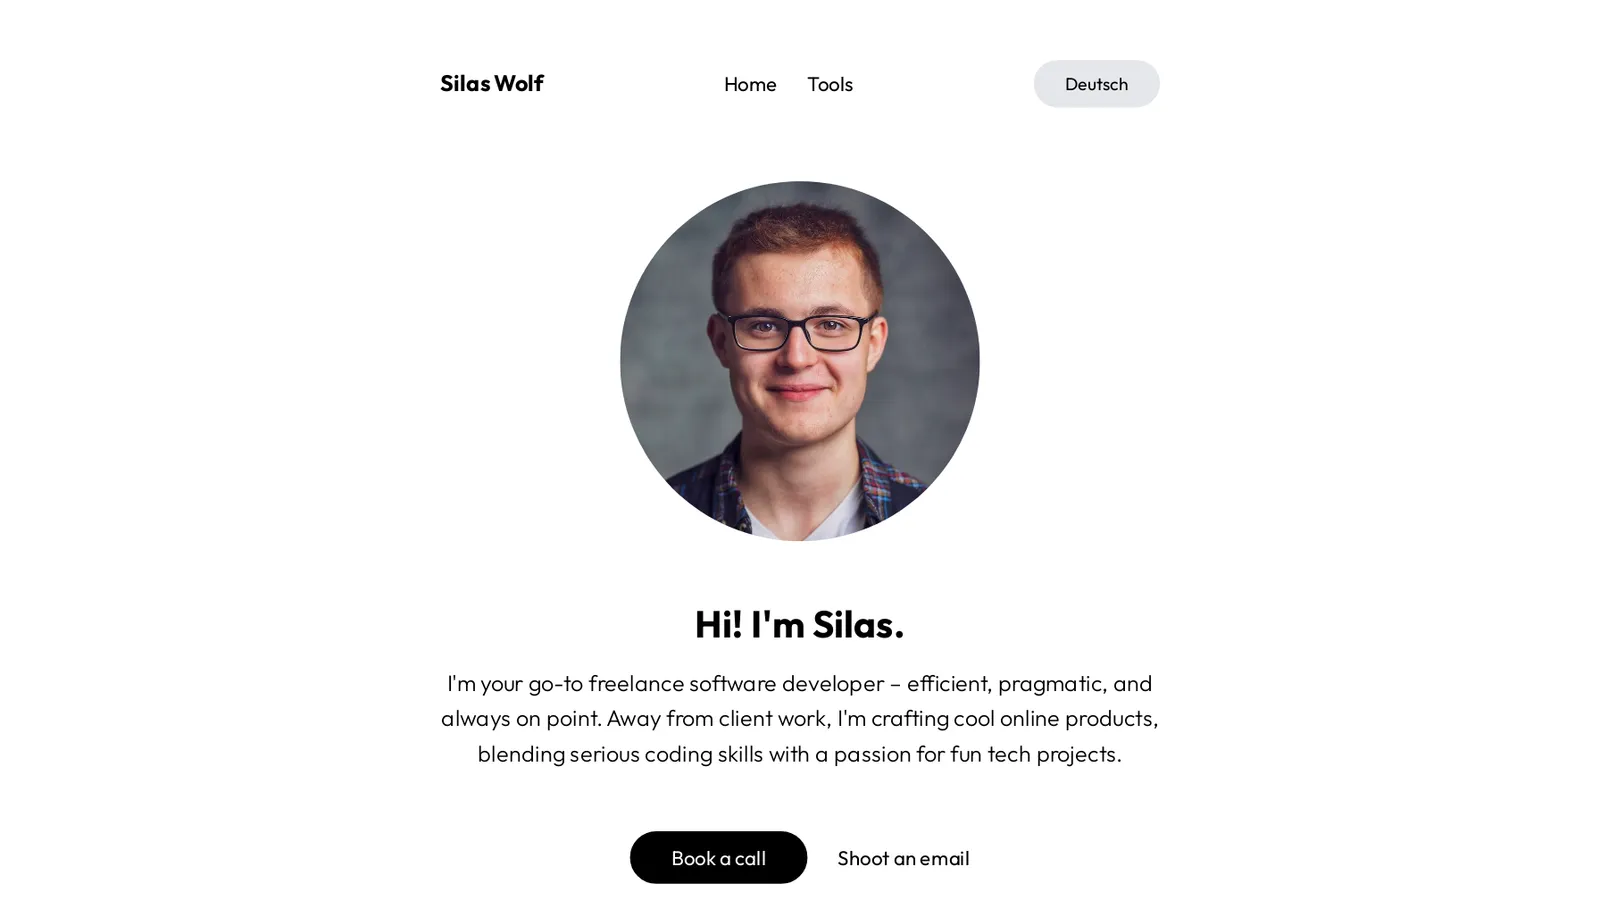 Silas Wolf
Home
Tools
Deutsch
Hi! I'm Silas.
I'm your go-to freelance software developer – efficient, pragmatic, and
always on point. Away from client work, I'm crafting cool online products,
blending serious coding skills with a passion for fun tech projects.
Book a call
Shoot an email